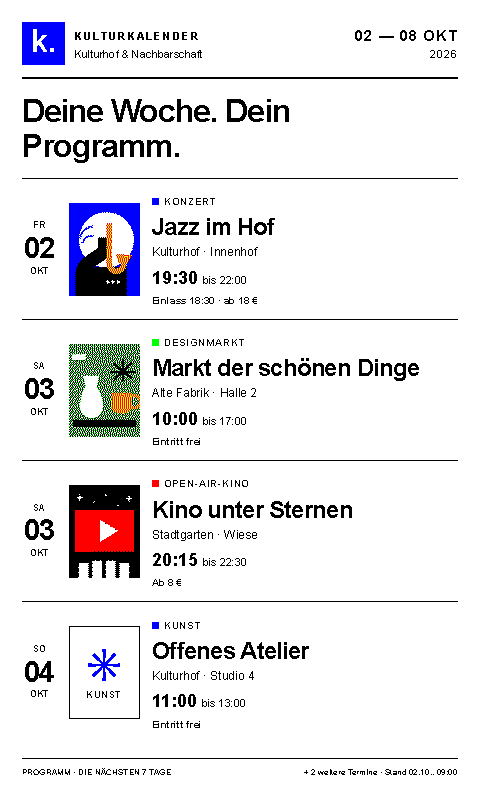 k.
KULTURKALENDER
Kulturhof & Nachbarschaft
02 — 08 OKT
2026
Deine Woche. Dein
Programm.
FR
02
OKT
KONZERT
Jazz im Hof
Kulturhof · Innenhof
19:30 bis 22:00
Einlass 18:30 · ab 18 €
SA
03
OKT
DESIGNMARKT
Markt der schönen Dinge
Alte Fabrik · Halle 2
10:00 bis 17:00
Eintritt frei
SA
03
OKT
OPEN-AIR-KINO
Kino unter Sternen
Stadtgarten · Wiese
20:15 bis 22:30
Ab 8 €
SO
04
OKT
KUNST
KUNST
Offenes Atelier
Kulturhof · Studio 4
11:00 bis 13:00
Eintritt frei
PROGRAMM · DIE NÄCHSTEN 7 TAGE
+ 2 weitere Termine · Stand 02.10., 09:00